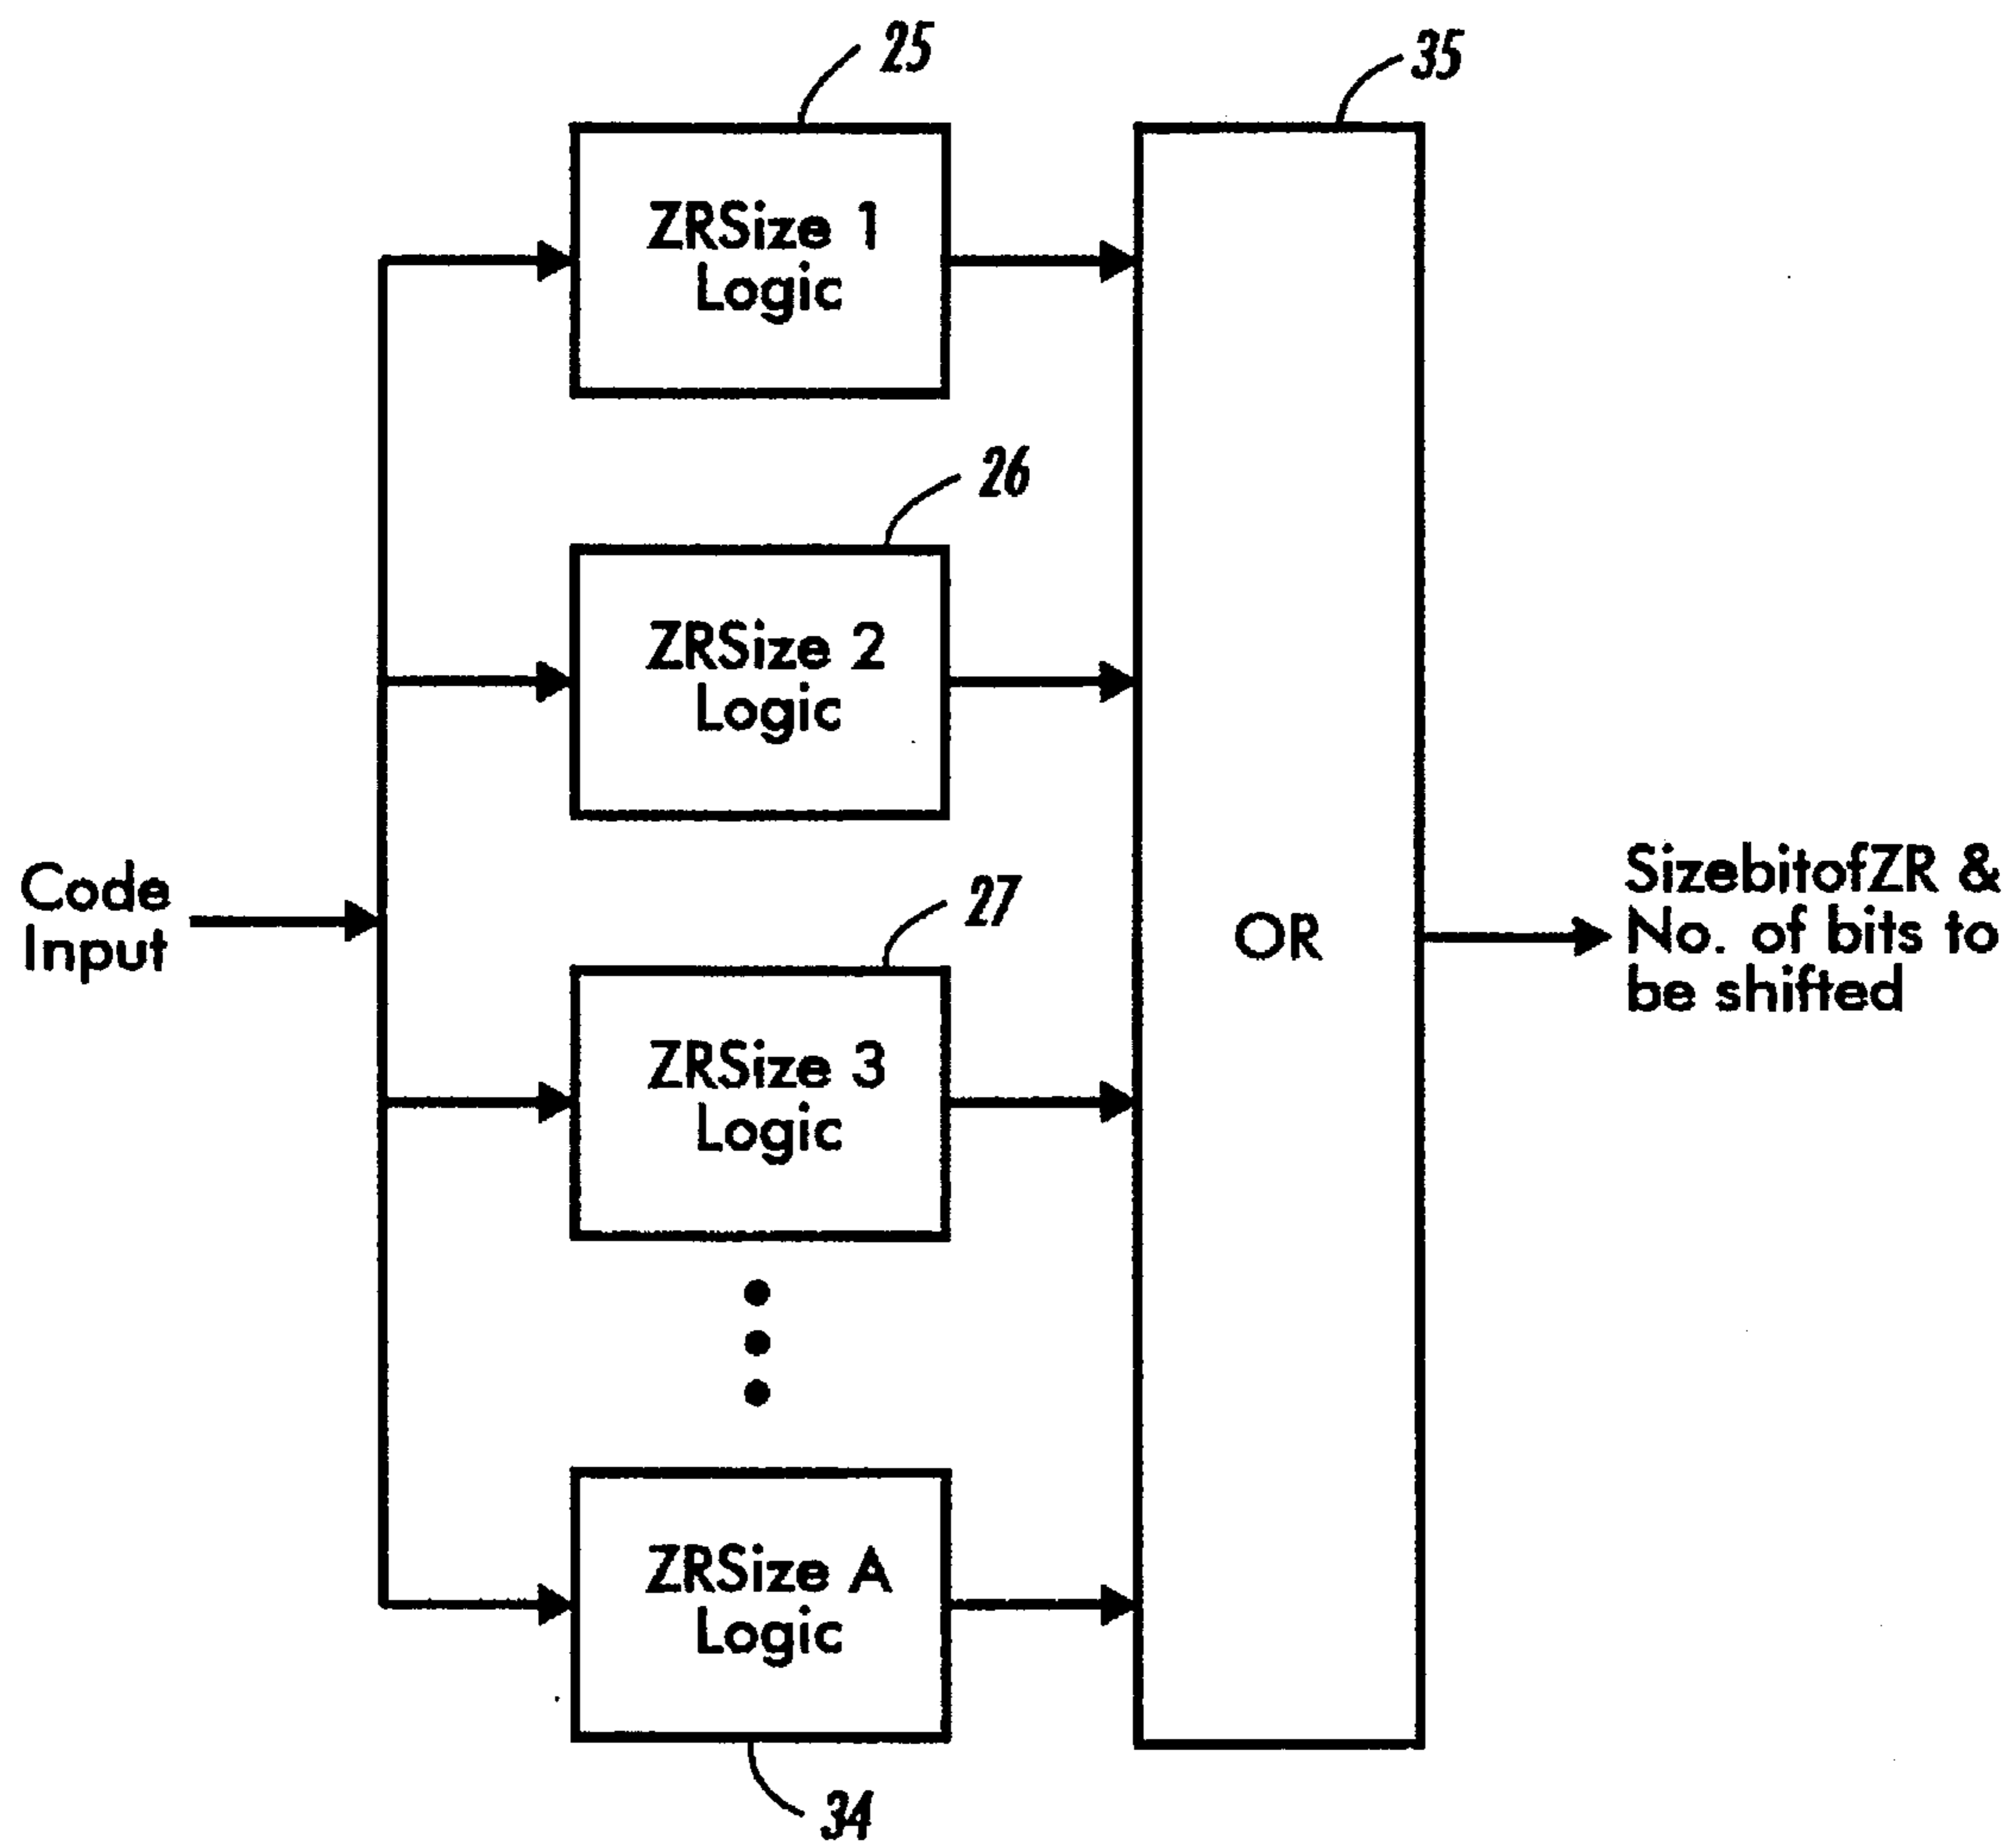 25
35
ZRSize 1
Logic
26
ZRSize 2
Logic
Code
Input
27
ZRSize 3
Logic
OR
SizebitofZR &
No. of bits to
be shifted
ZRSize A
Logic
34